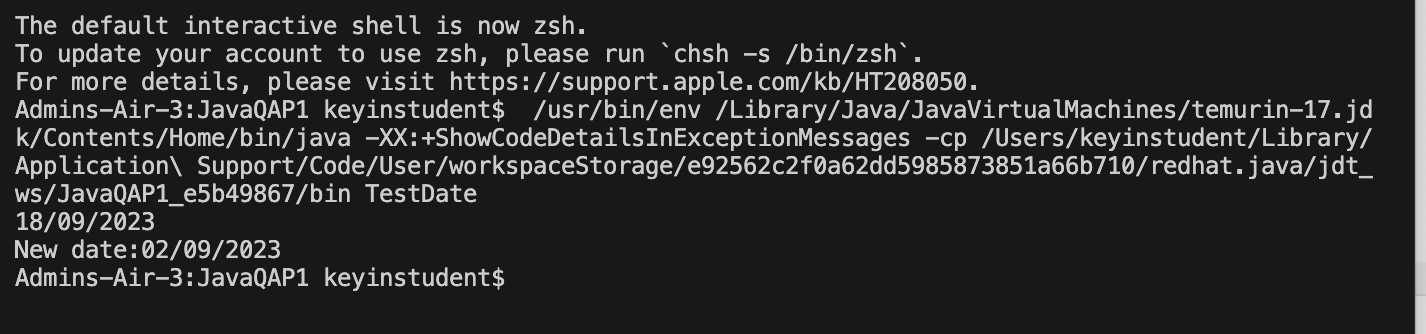 The default interactive shell is now zsh.
To update your account to use zsh, please run `chsh -s /bin/zsh`.
For more details, please visit https://support.apple.com/kb/HT208050.
Admins-Air-3:JavaQAP1 keyinstudent$  /usr/bin/env /Library/Java/JavaVirtualMachines/temurin-17.jd
k/Contents/Home/bin/java -XX:+ShowCodeDetailsInExceptionMessages -cp /Users/keyinstudent/Library/
Application\ Support/Code/User/workspaceStorage/e92562c2f0a62dd5985873851a66b710/redhat.java/jdt_
ws/JavaQAP1_e5b49867/bin TestDate
18/09/2023
New date:02/09/2023
Admins-Air-3:JavaQAP1 keyinstudent$